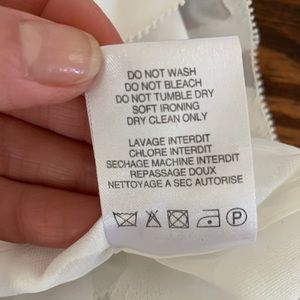 DO NOT WASH
DO NOT BLEACH
DO NOT TUMBLE DRY
SOFT IRONING
DRY CLEAN ONLY
LAVAGE INTERDIT
CHLORE INTERDIT
SECHAGE MACHINE INTERDIT
REPASSAGE DOUX
NETTOYAGE A SEC AUTORISE
P